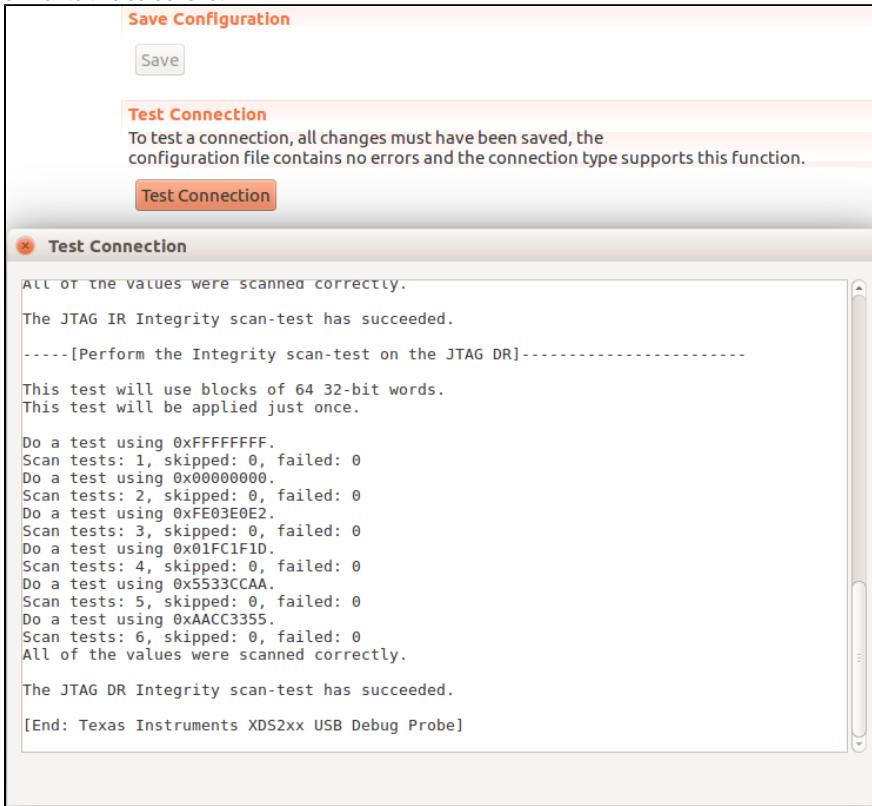 Save Configuration
Save
Test Connection
To test a connection, all changes must have been saved, the
configuration file contains no errors and the connection type supports this function.
Test Connection
Test Connection
All of the values were scanned correctly.
The JTAG IR Integrity scan-test has succeeded.
-----[Perform the Integrity scan-test on the JTAG DR]------------------------
This test will use blocks of 64 32-bit words.
This test will be applied just once.
Do a test using 0xFFFFFFFF.
Scan tests: 1, skipped: 0, failed: 0
Do a test using 0x00000000.
Scan tests: 2, skipped: 0, failed: 0
Do a test using 0xFE03E0E2.
Scan tests: 3, skipped: 0, failed: 0
Do a test using 0x01FC1F1D.
Scan tests: 4, skipped: 0, failed: 0
Do a test using 0x5533CCAA.
Scan tests: 5, skipped: 0, failed: 0
Do a test using 0xAACC3355.
Scan tests: 6, skipped: 0, failed: 0
All of the values were scanned correctly.
The JTAG DR Integrity scan-test has succeeded.
[End: Texas Instruments XDS2xx USB Debug Probe]